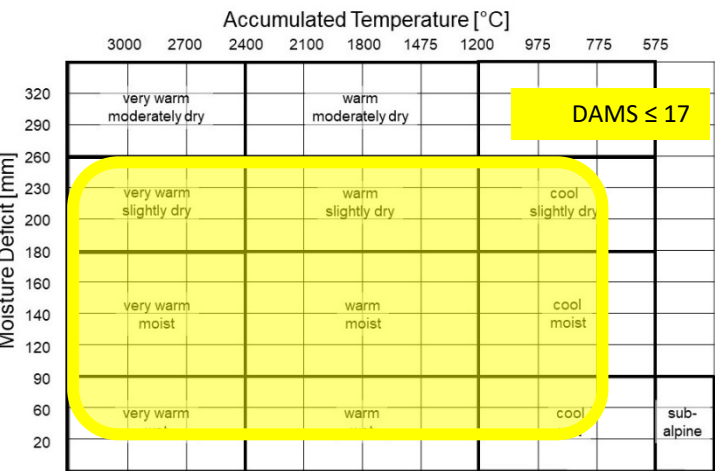 Accumulated Temperature [°C]
3000 2700 2400 2100 1800 1475 1200 975 775 575
Moisture Deficit [mm]
320
290
260
230
200
180
160
140
120
90
60
20
very warm
moderately dry
warm
moderately dry
DAMS ≤ 17
very warm
slightly dry
warm
slightly dry
cool
slightly dry
very warm
moist
warm
moist
cool
moist
very warm
warm
cool
sub-
alpine